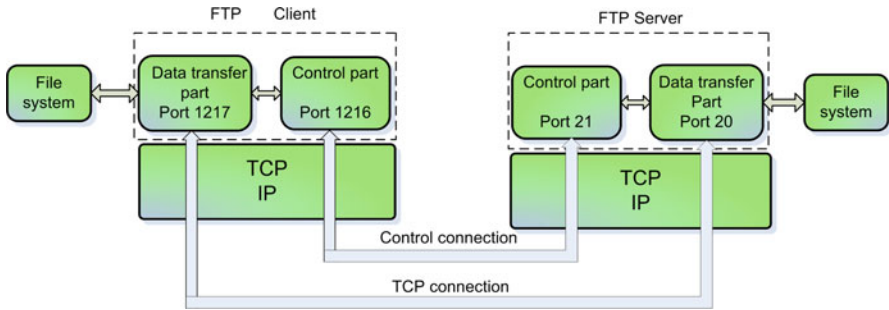 FTP Client
FTP Server
File
system
Data transfer
part
Port 1217
Control part
Port 1216
Control part
Port 21
Data transfer
Part
Port 20
File
system
TCP
IP
TCP
IP
Control connection
TCP connection